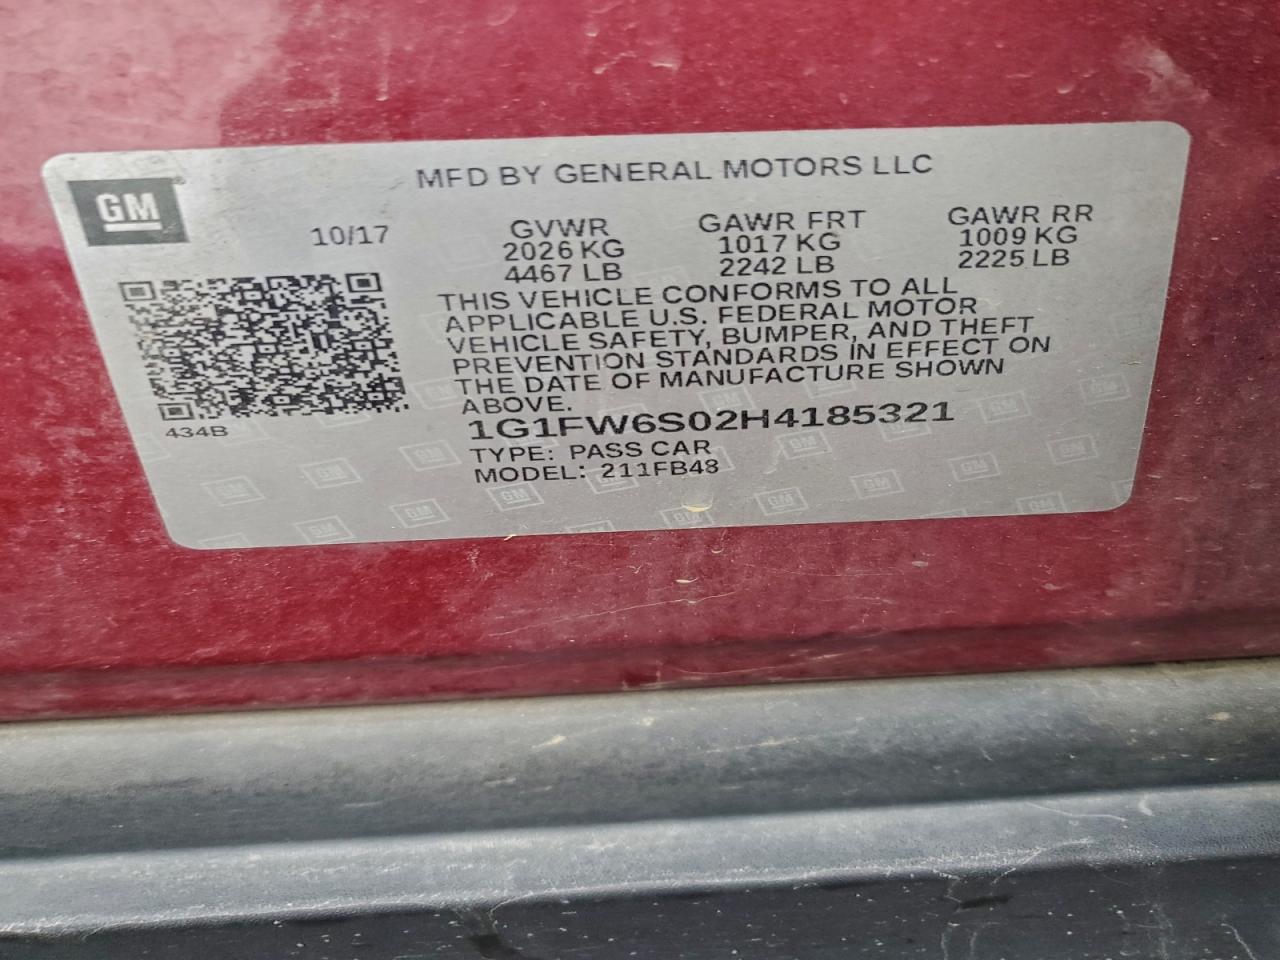 MFD BY GENERAL MOTORS LLC
GM
10/17
GVWR
2026 KG
4467 LB
GAWR FRT
1017 KG
2242 LB
GAWR RR
1009 KG
2225 LB
THIS VEHICLE CONFORMS TO ALL
APPLICABLE U.S. FEDERAL MOTOR
VEHICLE SAFETY, BUMPER, AND THEFT
PREVENTION STANDARDS IN EFFECT ON
THE DATE OF MANUFACTURE SHOWN
ABOVE.
434B
1G1FW6S02H4185321
TYPE: PASS CAR
MODEL: 211FB48